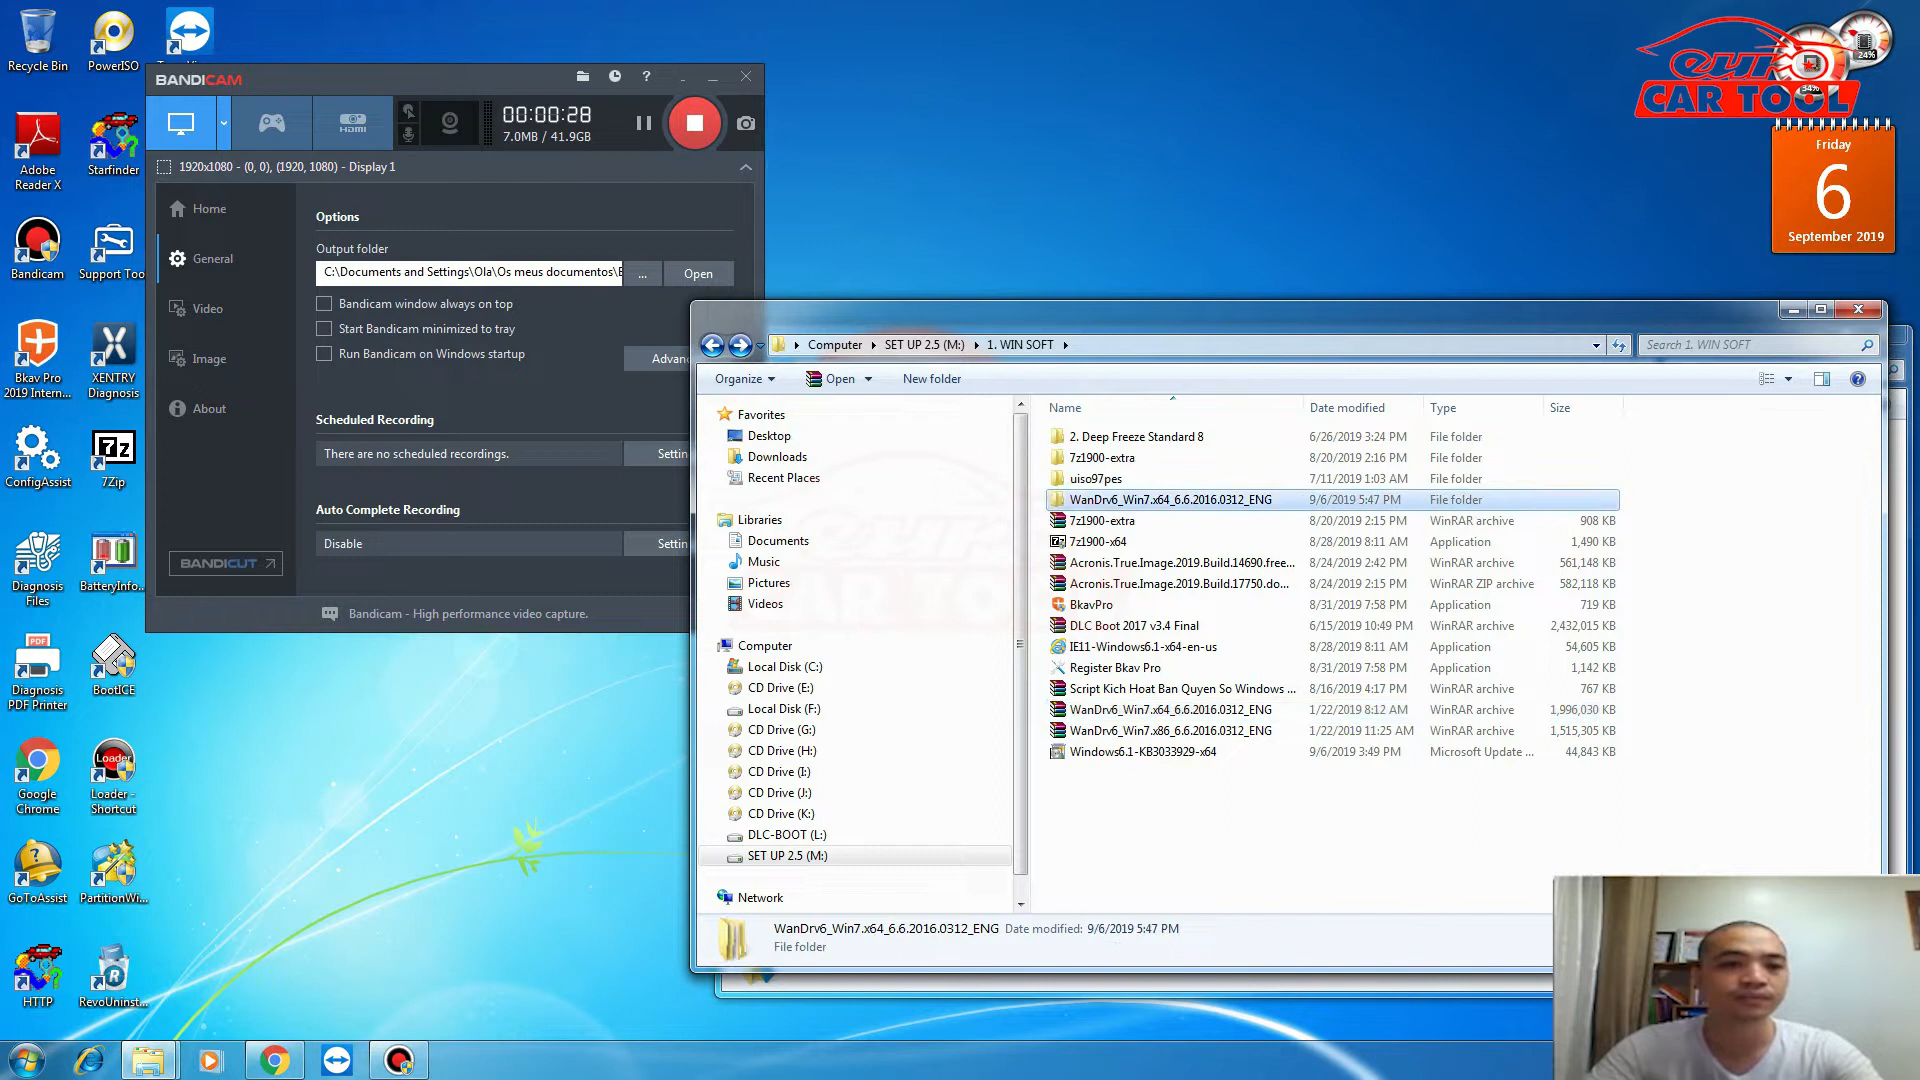 Recycle Bin
PowerISO
Adobe
Reader X
Starfinder
Bandicam
Support Too
Bkav Pro
2019 Intern...
XENTRY
Diagnosis
ConfigAssist
7z
7Zip
Diagnosis
Files
BatteryInfo...
PDF
Diagnosis
PDF Printer
BootICE
Google
Chrome
Loader
Loader -
Shortcut
GoToAssist
PartitionWi...
HTTP
RevoUninst...
BANDICAM
?
HDMI
00:00:28
7.0MB / 41.9GB
1920x1080 - (0, 0), (1920, 1080) - Display 1
Home
General
Video
Image
About
BANDICUT
Options
Output folder
C:\Documents and Settings\Ola\Os meus documentos\
...
Open
Bandicam window always on top
Start Bandicam minimized to tray
Run Bandicam on Windows startup
Advan
Scheduled Recording
There are no scheduled recordings.
Settin
Auto Complete Recording
Disable
Settin
Bandicam - High performance video capture.
euro
CAR TOOL
24%
34%
Friday
6
September 2019
Computer
SET UP 2.5 (M:)
1. WIN SOFT
Search 1. WIN SOFT
Organize
Open
New folder
Favorites
Desktop
Downloads
Recent Places
Libraries
Documents
Music
Pictures
Videos
Computer
Local Disk (C:)
CD Drive (E:)
Local Disk (F:)
CD Drive (G:)
CD Drive (H:)
CD Drive (I:)
CD Drive (J:)
CD Drive (K:)
DLC-BOOT (L:)
SET UP 2.5 (M:)
Network
Name Date modified Type Size
2. Deep Freeze Standard 8 6/26/2019 3:24 PM File folder
7z1900-extra 8/20/2019 2:16 PM File folder
uiso97pes 7/11/2019 1:03 AM File folder
WanDrv6_Win7.x64_6.6.2016.0312_ENG 9/6/2019 5:47 PM File folder
7z1900-extra 8/20/2019 2:15 PM WinRAR archive 908 KB
7z1900-x64 8/28/2019 8:11 AM Application 1,490 KB
Acronis.True.Image.2019.Build.14690.free... 8/24/2019 2:42 PM WinRAR archive 561,148 KB
Acronis.True.Image.2019.Build.17750.do... 8/24/2019 2:15 PM WinRAR ZIP archive 582,118 KB
BkavPro 8/31/2019 7:58 PM Application 719 KB
DLC Boot 2017 v3.4 Final 6/15/2019 10:49 PM WinRAR archive 2,432,015 KB
IE11-Windows6.1-x64-en-us 8/28/2019 8:11 AM Application 54,605 KB
Register Bkav Pro 8/31/2019 7:58 PM Application 1,142 KB
Script Kich Hoat Ban Quyen So Windows ... 8/16/2019 4:17 PM WinRAR archive 767 KB
WanDrv6_Win7.x64_6.6.2016.0312_ENG 1/22/2019 8:12 AM WinRAR archive 1,996,030 KB
WanDrv6_Win7.x86_6.6.2016.0312_ENG 1/22/2019 11:25 AM WinRAR archive 1,515,305 KB
Windows6.1-KB3033929-x64 9/6/2019 3:49 PM Microsoft Update ... 44,843 KB
WanDrv6_Win7.x64_6.6.2016.0312_ENG Date modified: 9/6/2019 5:47 PM
File folder